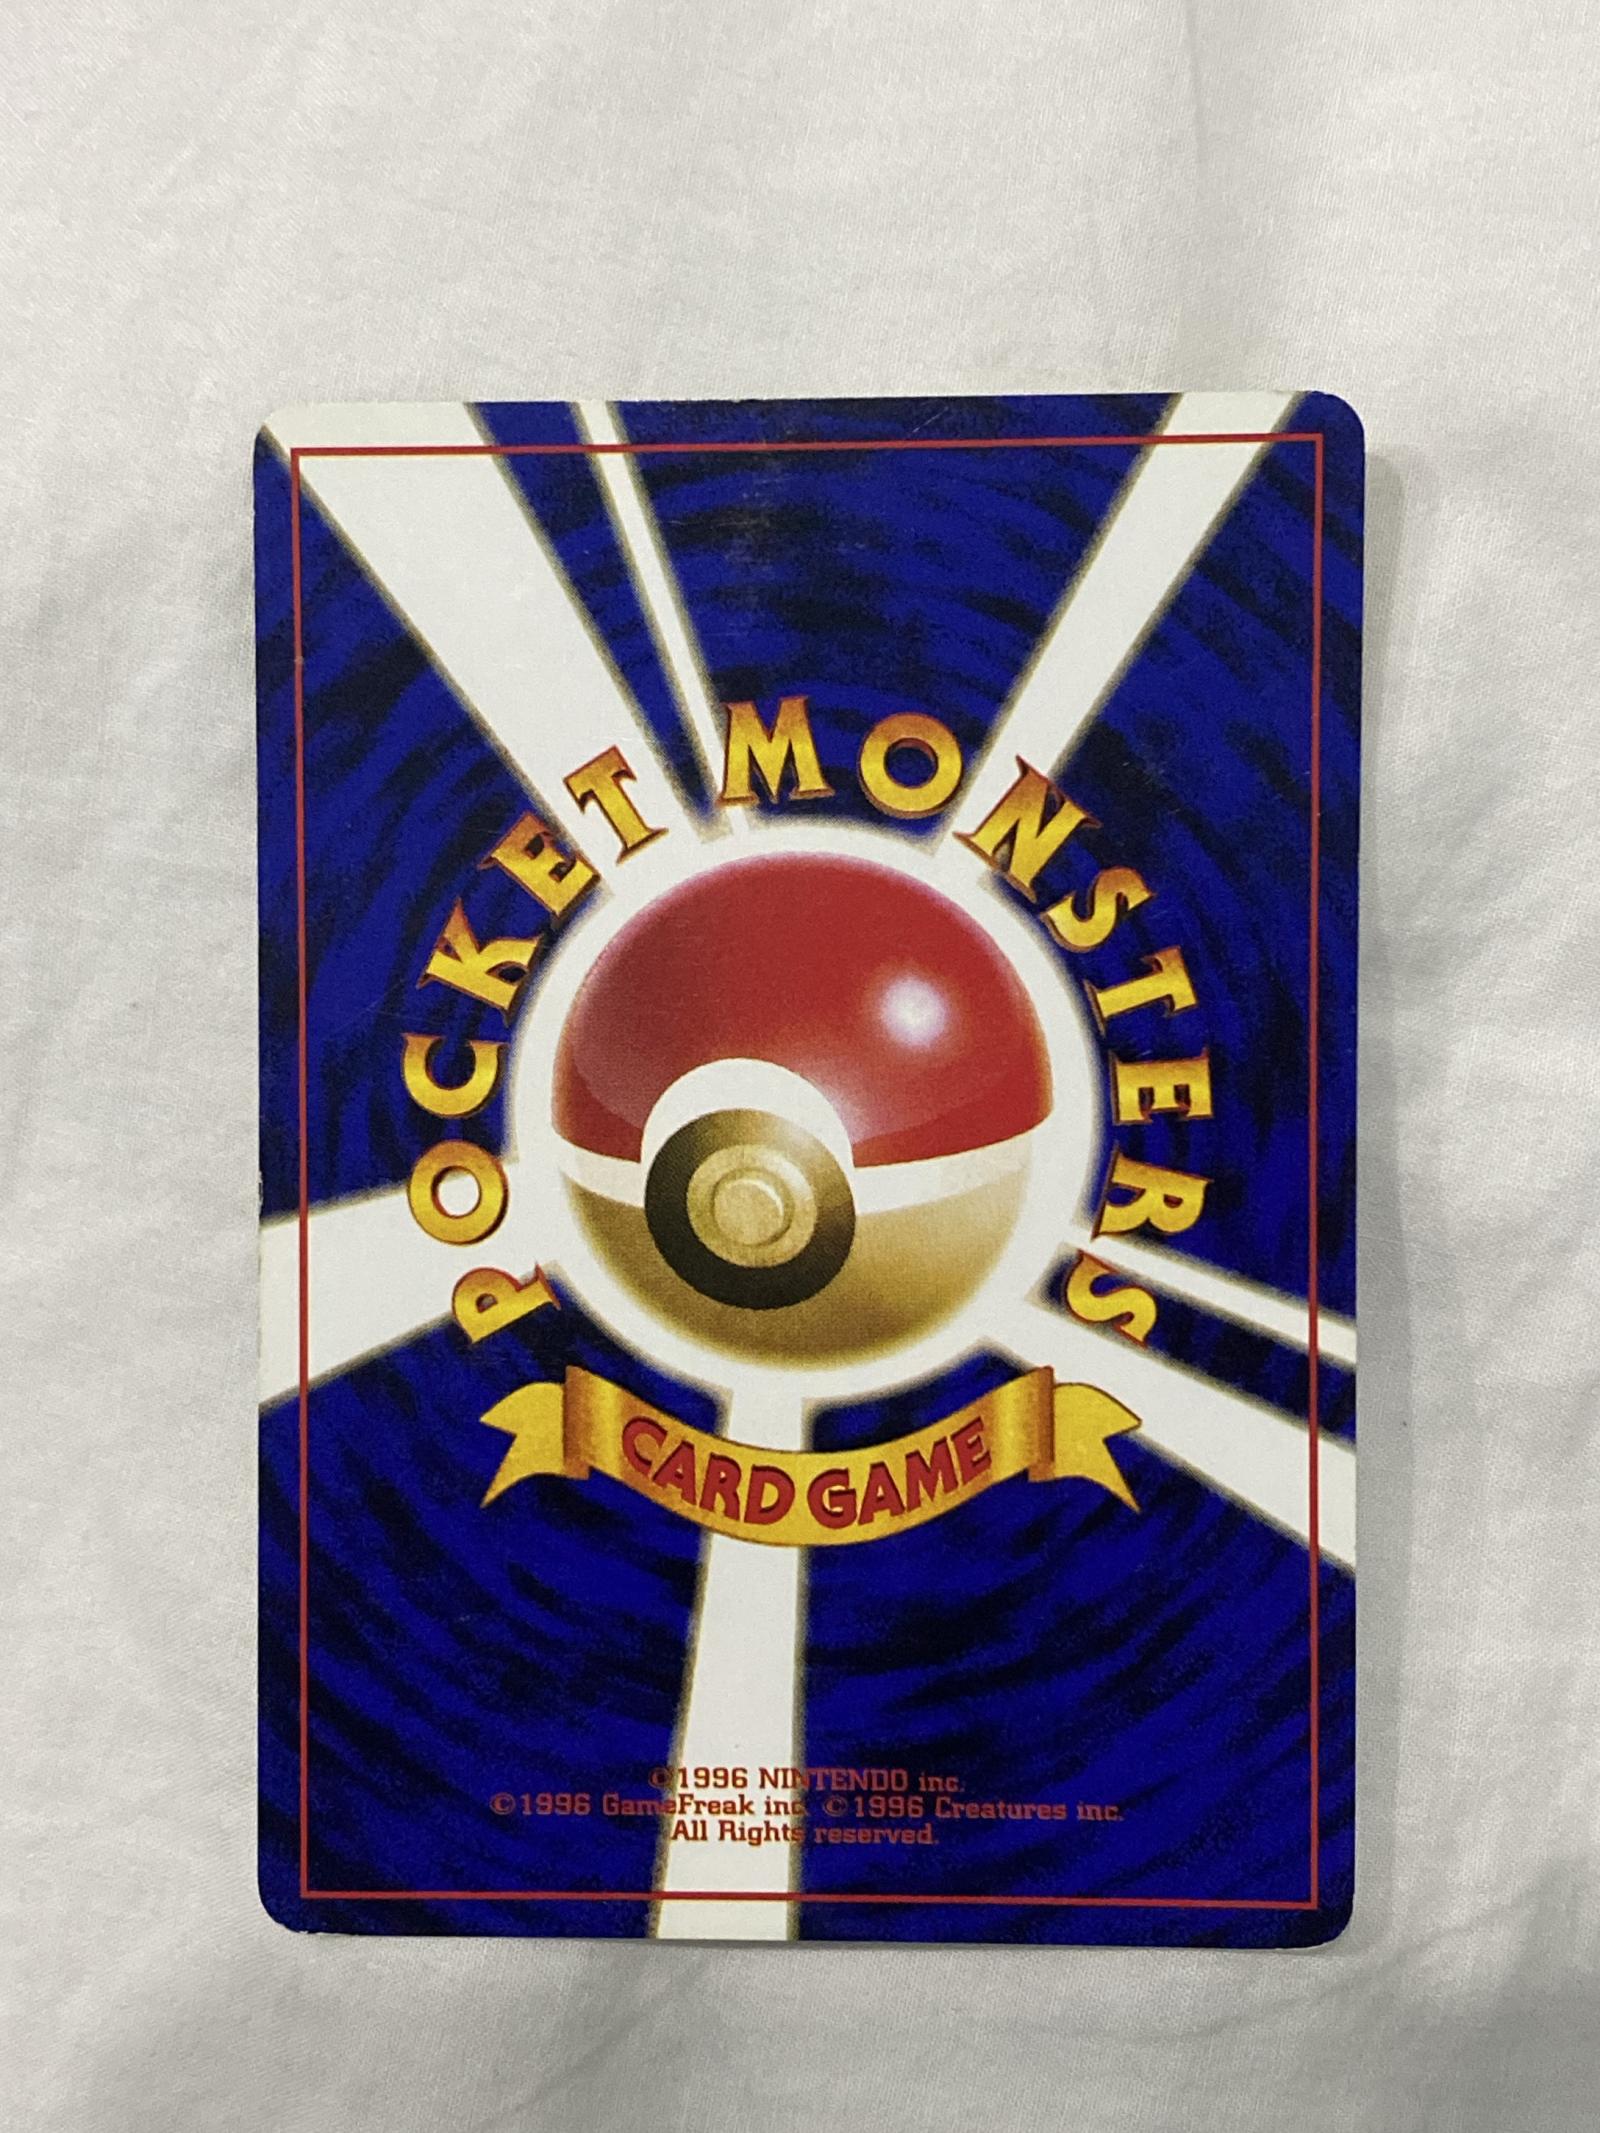 POCKET MONSTERS
CARD GAME
©1996 NINTENDO inc.
©1996 GameFreak inc. ©1996 Creatures inc.
All Rights reserved.